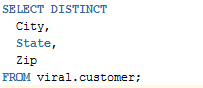 SELECT DISTINCT
City,
State,
Zip
FROM viral.customer;